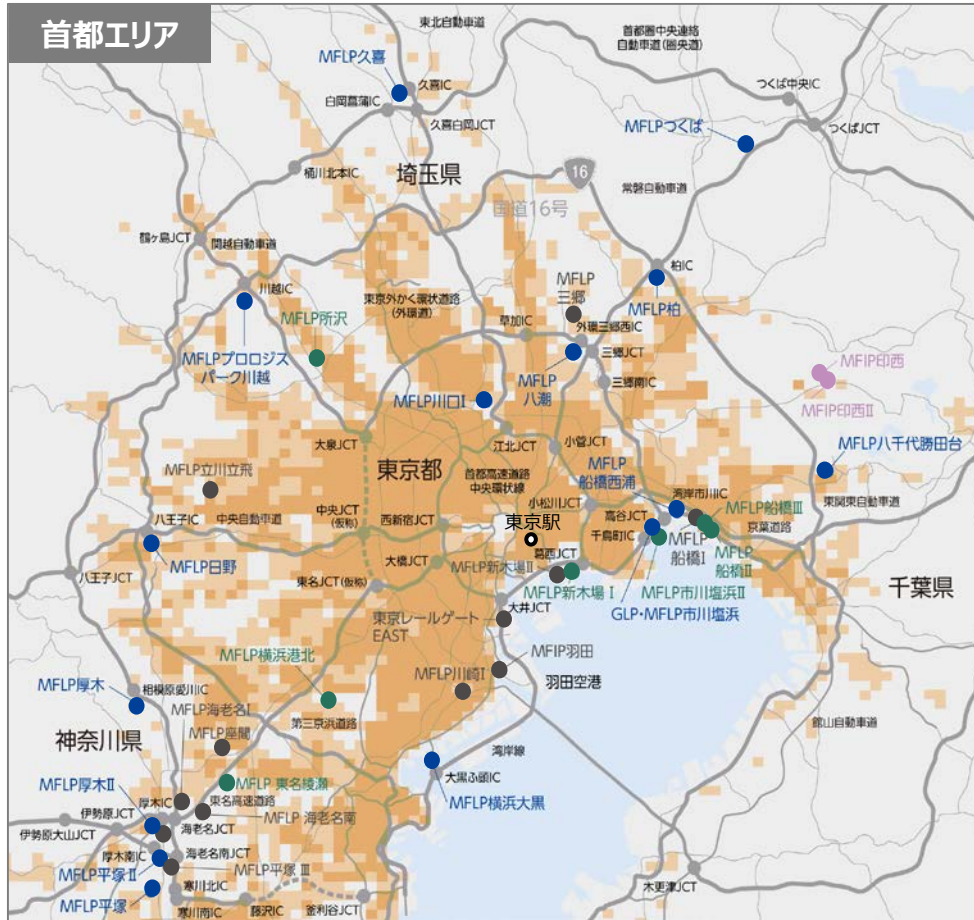 首都エリア
東北自動車道
首都圏中央連絡
自動車道(圏央道)
MFLP久喜
久喜IC
白岡菖蒲IC
久喜白岡JCT
つくば中央IC
つくばJCT
MFLPつくば
桶川北本IC
埼玉県
16
国道16号
常磐自動車道
鶴ヶ島JCT
関越自動車道
川越IC
柏IC
MFLP柏
MFLP
三郷
東京外かく環状道路
(外環道)
草加IC
外環三郷西IC
三郷JCT
三郷南IC
MFLP所沢
MFLPプロロジス
パーク川越
MFLP
八潮
MFLP川口Ⅰ
MFIP印西
MFIP印西Ⅱ
大泉JCT
江北JCT
小菅JCT
MFLP八千代勝田台
東京都
首都高速道路
中央環状線
MFLP
船橋西浦
MFLP立川立飛
湾岸市川IC
東関東自動車道
八王子IC
中央自動車道
中央JCT
(仮称)
西新宿JCT
小松川JCT
高谷JCT
MFLP船橋Ⅲ
京葉道路
東京駅
千鳥町IC
MFLP
船橋Ⅰ
MFLP
船橋Ⅱ
MFLP日野
八王子JCT
東名JCT(仮称)
大橋JCT
葛西JCT
MFLP新木場Ⅱ
MFLP新木場Ⅰ
MFLP市川塩浜Ⅱ
GLP・MFLP市川塩浜
千葉県
大井JCT
東京レールゲート
EAST
MFLP横浜港北
MFLP川崎Ⅰ
MFIP羽田
羽田空港
MFLP厚木
相模原愛川IC
MFLP海老名Ⅰ
第三京浜道路
館山自動車道
神奈川県
MFLP座間
湾岸線
MFLP厚木Ⅱ
MFLP 東名綾瀬
大黒ふ頭IC
MFLP横浜大黒
厚木IC
東名高速道路
伊勢原JCT
MFLP 海老名南
伊勢原大山JCT
海老名JCT
厚木南IC
海老名南JCT
MFLP平塚Ⅱ
MFLP平塚 Ⅲ
寒川北IC
MFLP平塚
寒川南IC
藤沢IC
釜利谷JCT
木更津JCT